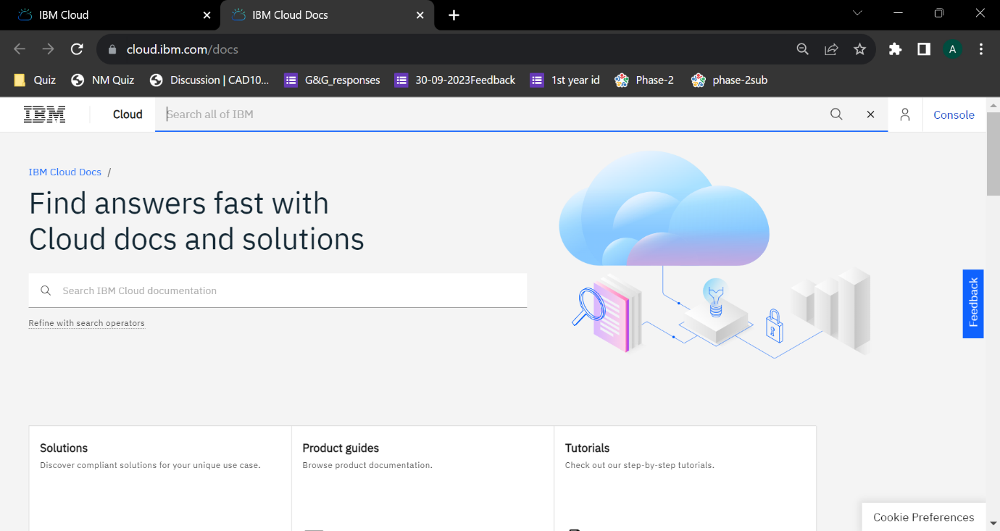 IBM Cloud
IBM Cloud Docs
cloud.ibm.com/docs
A
Quiz
NM Quiz
Discussion | CAD10...
G&G_responses
30-09-2023Feedback
1st year id
Phase-2
phase-2sub
IBM
Cloud
Search all of IBM
Console
IBM Cloud Docs /
Find answers fast with
Cloud docs and solutions
Search IBM Cloud documentation
Refine with search operators
Feedback
Solutions
Discover compliant solutions for your unique use case.
Product guides
Browse product documentation.
Tutorials
Check out our step-by-step tutorials.
Cookie Preferences